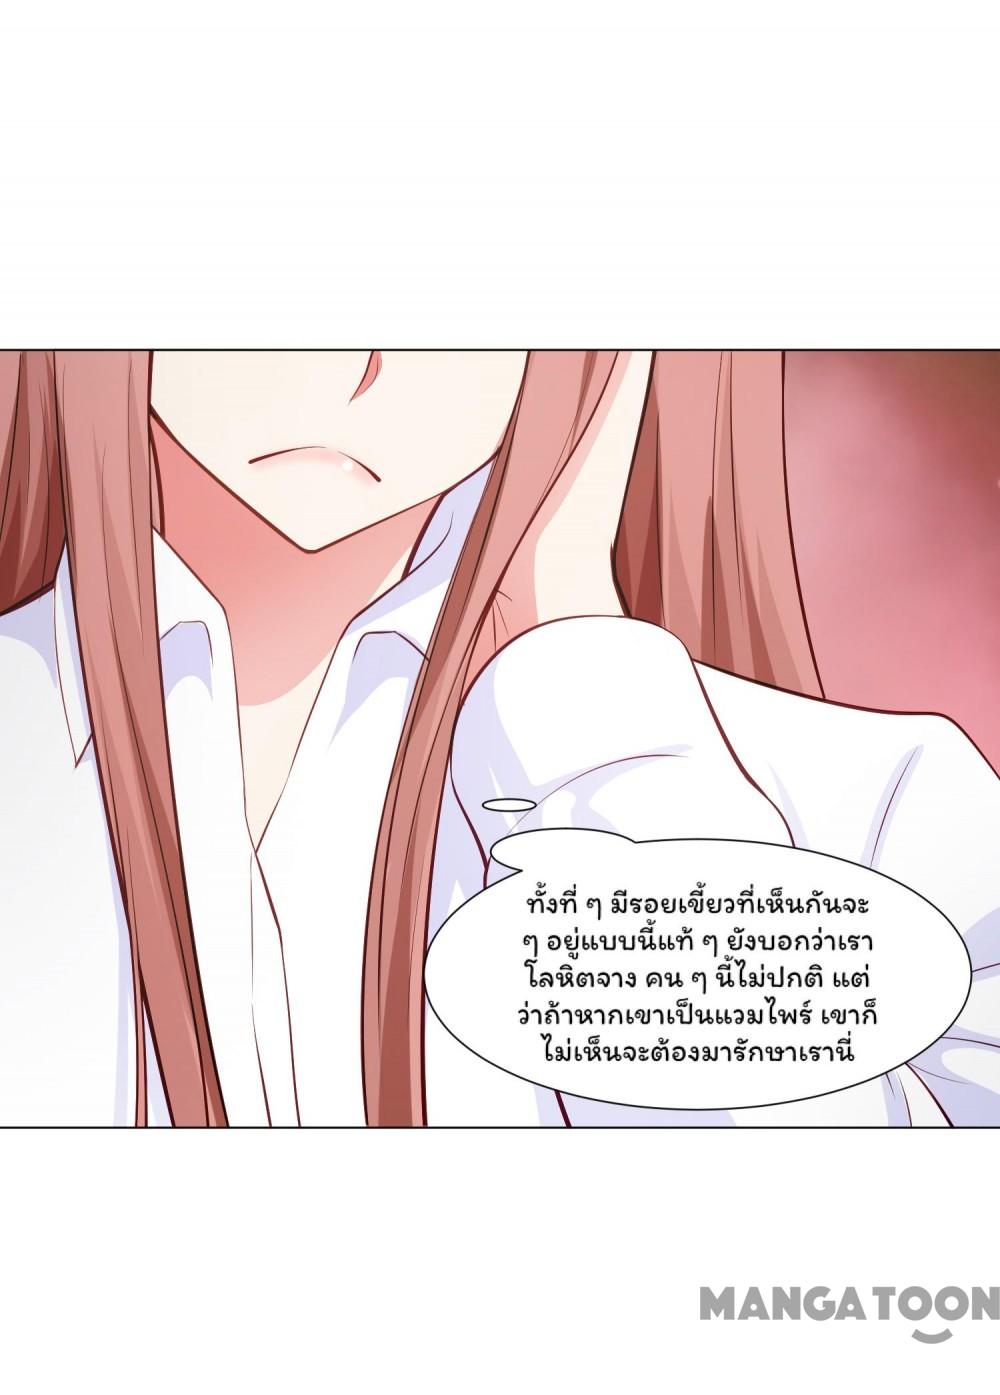 ทั้งที่ ๆ มีรอยเขี้ยวที่เห็นกันจะ
ๆ อยู่แบบนี้แท้ ๆ ยังบอกว่าเรา
โลหิตจาง คน ๆ นี้ไม่ปกติ แต่
ว่าถ้าหากเขาเป็นแวมไพร์ เขาก็
ไม่เห็นจะต้องมารักษาเรานี่
MANGATOON